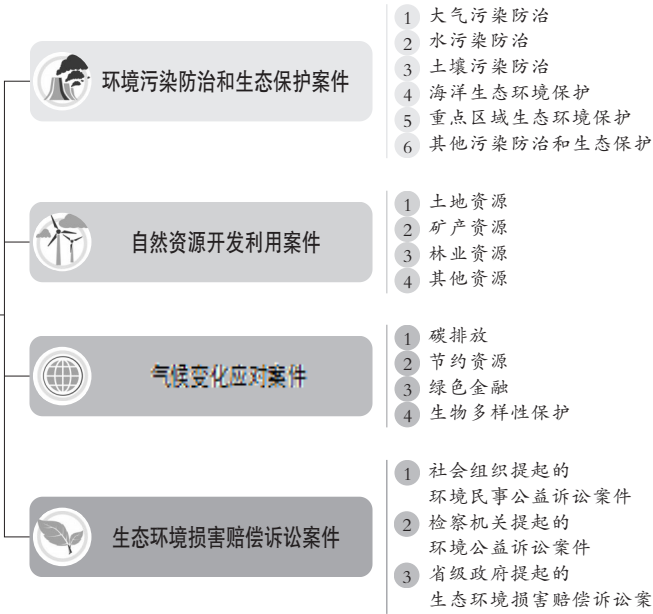 环境污染防治和生态保护案件
1 大气污染防治
2 水污染防治
3 土壤污染防治
4 海洋生态环境保护
5 重点区域生态环境保护
6 其他污染防治和生态保护
自然资源开发利用案件
1 土地资源
2 矿产资源
3 林业资源
4 其他资源
气候变化应对案件
1 碳排放
2 节约资源
3 绿色金融
4 生物多样性保护
生态环境损害赔偿诉讼案件
1 社会组织提起的
环境民事公益诉讼案件
2 检察机关提起的
环境公益诉讼案件
3 省级政府提起的
生态环境损害赔偿诉讼案